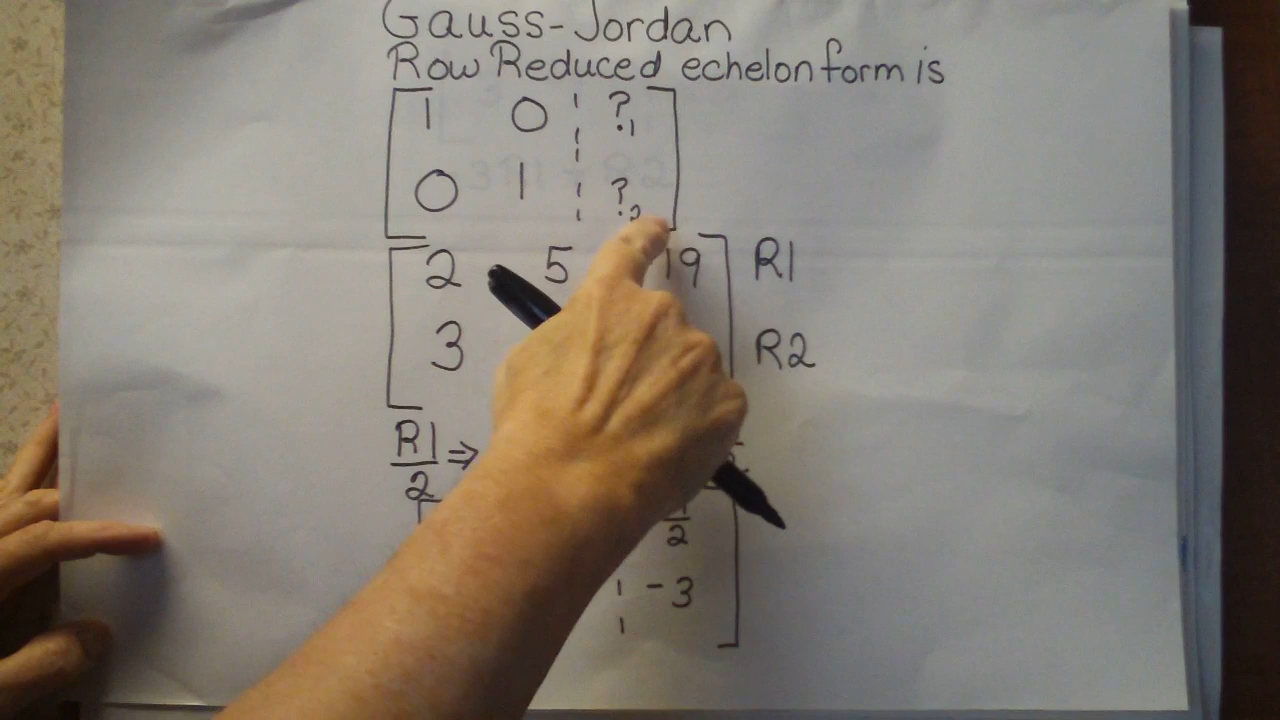 Gauss-Jordan
Row Reduced echelon form is
1 0 ?1
0 1 ?2
2 5 19 R1
3 R2
R1
2 ⇒
2
-3